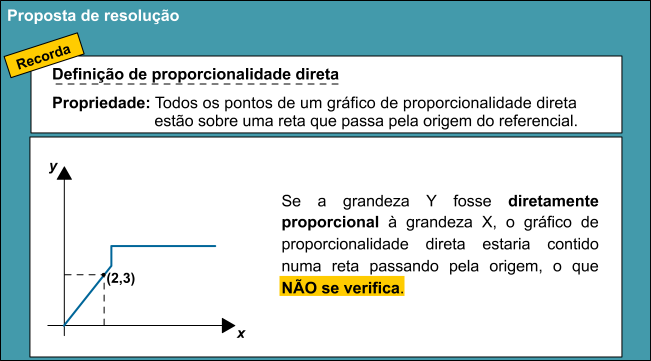 Proposta de resolução
Recorda
Definição de proporcionalidade direta
Propriedade: Todos os pontos de um gráfico de proporcionalidade direta
estão sobre uma reta que passa pela origem do referencial.
y
(2,3)
x
Se a grandeza Y fosse diretamente
proporcional à grandeza X, o gráfico de
proporcionalidade direta estaria contido
numa reta passando pela origem, o que
NÃO se verifica.